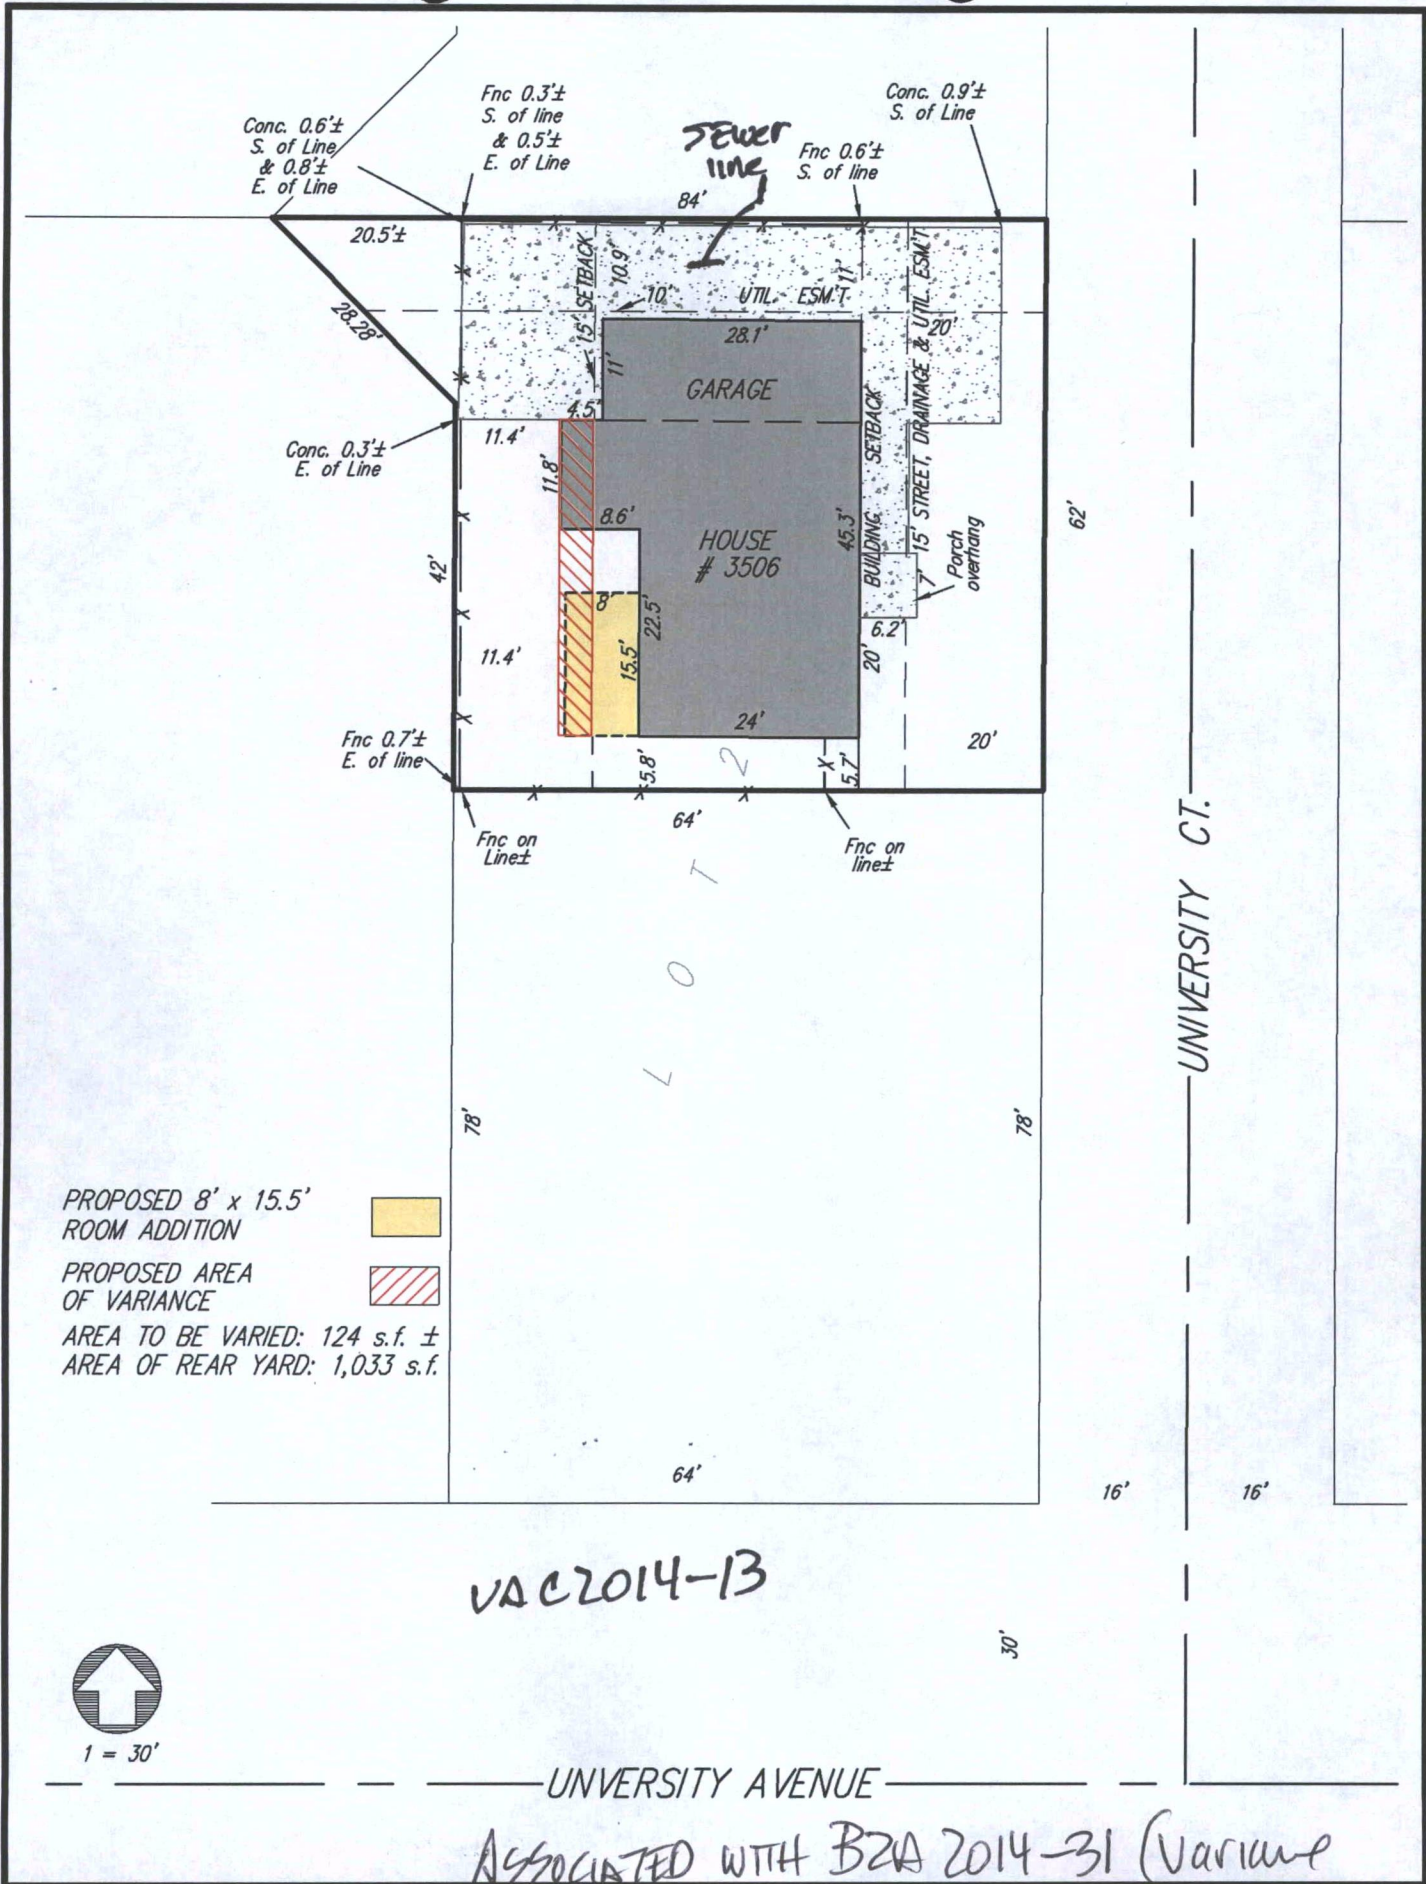 Fnc 0.3'±
S. of line
& 0.5'±
E. of Line
Conc. 0.9'±
S. of Line
Conc. 0.6'±
S. of Line
& 0.8'±
E. of Line
SEwer
line
Fnc 0.6'±
S. of line
84'
20.5'±
28.28'
15' SETBACK
10.9'
10'
UTIL. ESM'T.
11'
20'
28.1'
11'
GARAGE
4.5'
11.4'
Conc. 0.3'±
E. of Line
11.8'
8.6'
HOUSE
# 3506
45.3'
BUILDING SETBACK
15' STREET, DRAINAGE & UTIL. ESM'T.
Porch
overhang
7'
62'
42'
8'
22.5'
15.5'
6.2'
20'
11.4'
24'
20'
Fnc 0.7'±
E. of line
5.8'
5.7'
64'
Fnc on
Line±
Fnc on
line±
LOT 2
UNIVERSITY CT.
78'
78'
PROPOSED 8' x 15.5'
ROOM ADDITION
PROPOSED AREA
OF VARIANCE
AREA TO BE VARIED: 124 s.f. ±
AREA OF REAR YARD: 1,033 s.f.
64'
16'
16'
VAC2014-13
30'
1 = 30'
UNVERSITY AVENUE
ASSOCIATED WITH BZA 2014-31 (Variane